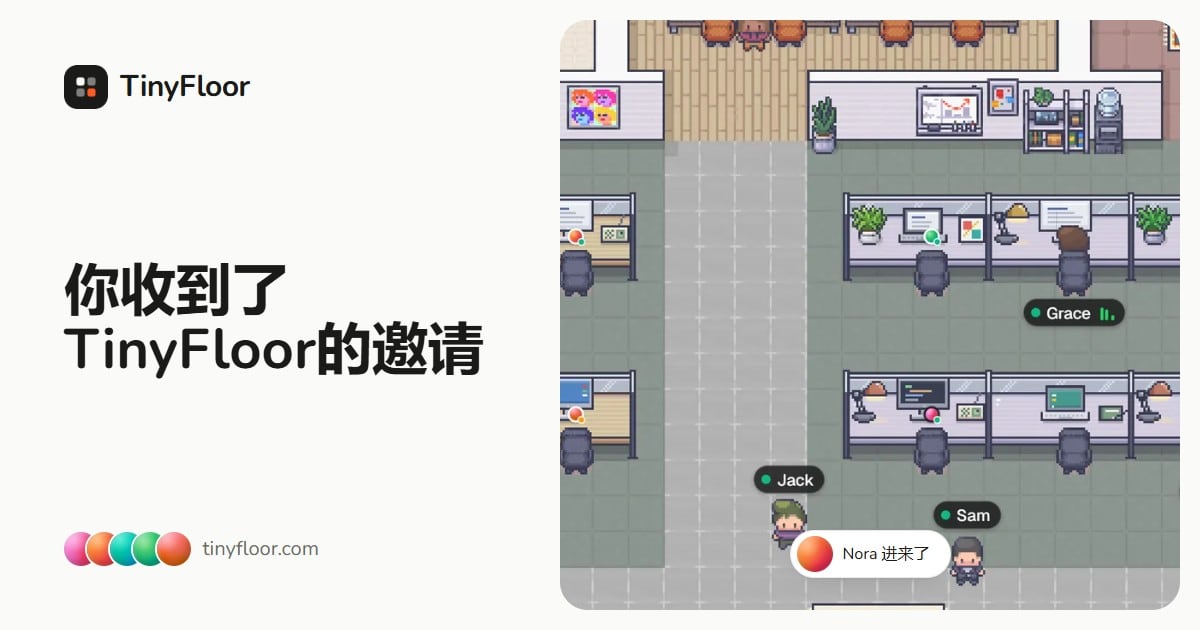 TinyFloor
你收到了
TinyFloor的邀请
tinyfloor.com
Grace
Jack
Sam
Nora 进来了